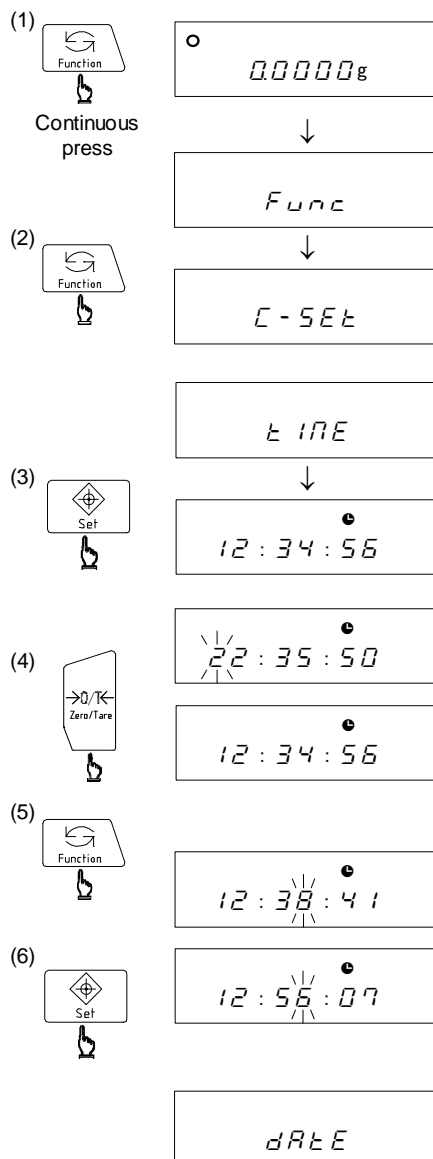 (1)
Function
Continuous
press
0.0000g
↓
Func
↓
(2)
Function
C-SEt
tIME
↓
(3)
Set
12:34:56
22:35:50
(4)
→0/T←
Zero/Tare
12:34:56
(5)
Function
12:38:41
(6)
Set
12:56:07
dAtE